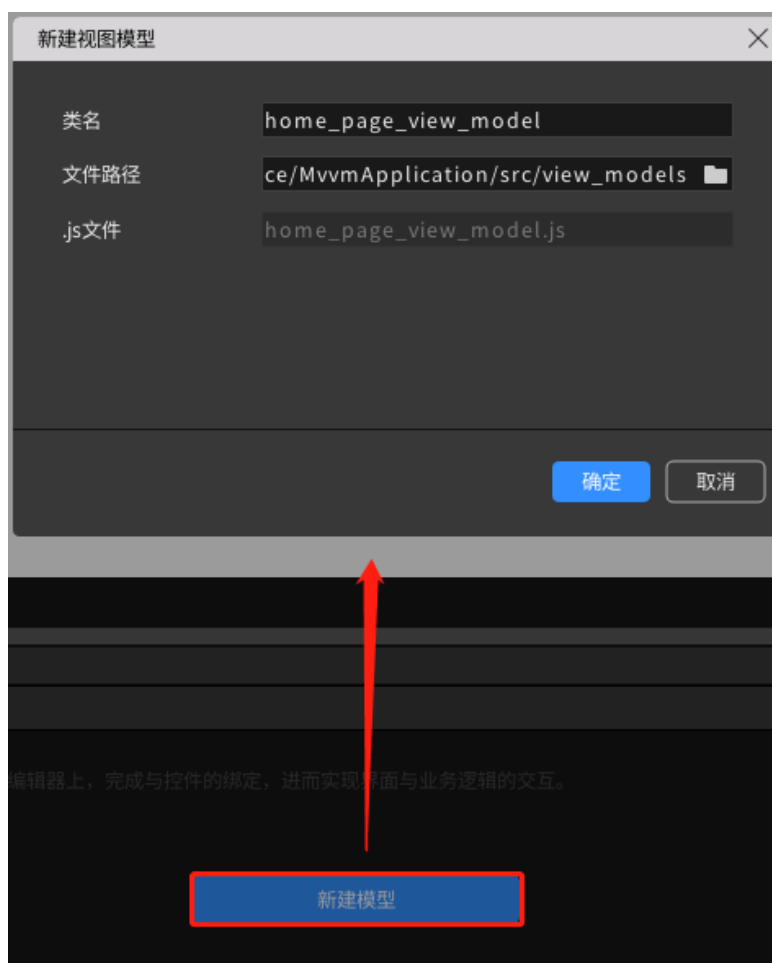 新建视图模型
类名 home_page_view_model
文件路径 ce/MvvmApplication/src/view_models
.js文件 home_page_view_model.js
确定 取消
编辑器上，完成与控件的绑定，进而实现界面与业务逻辑的交互。
新建模型